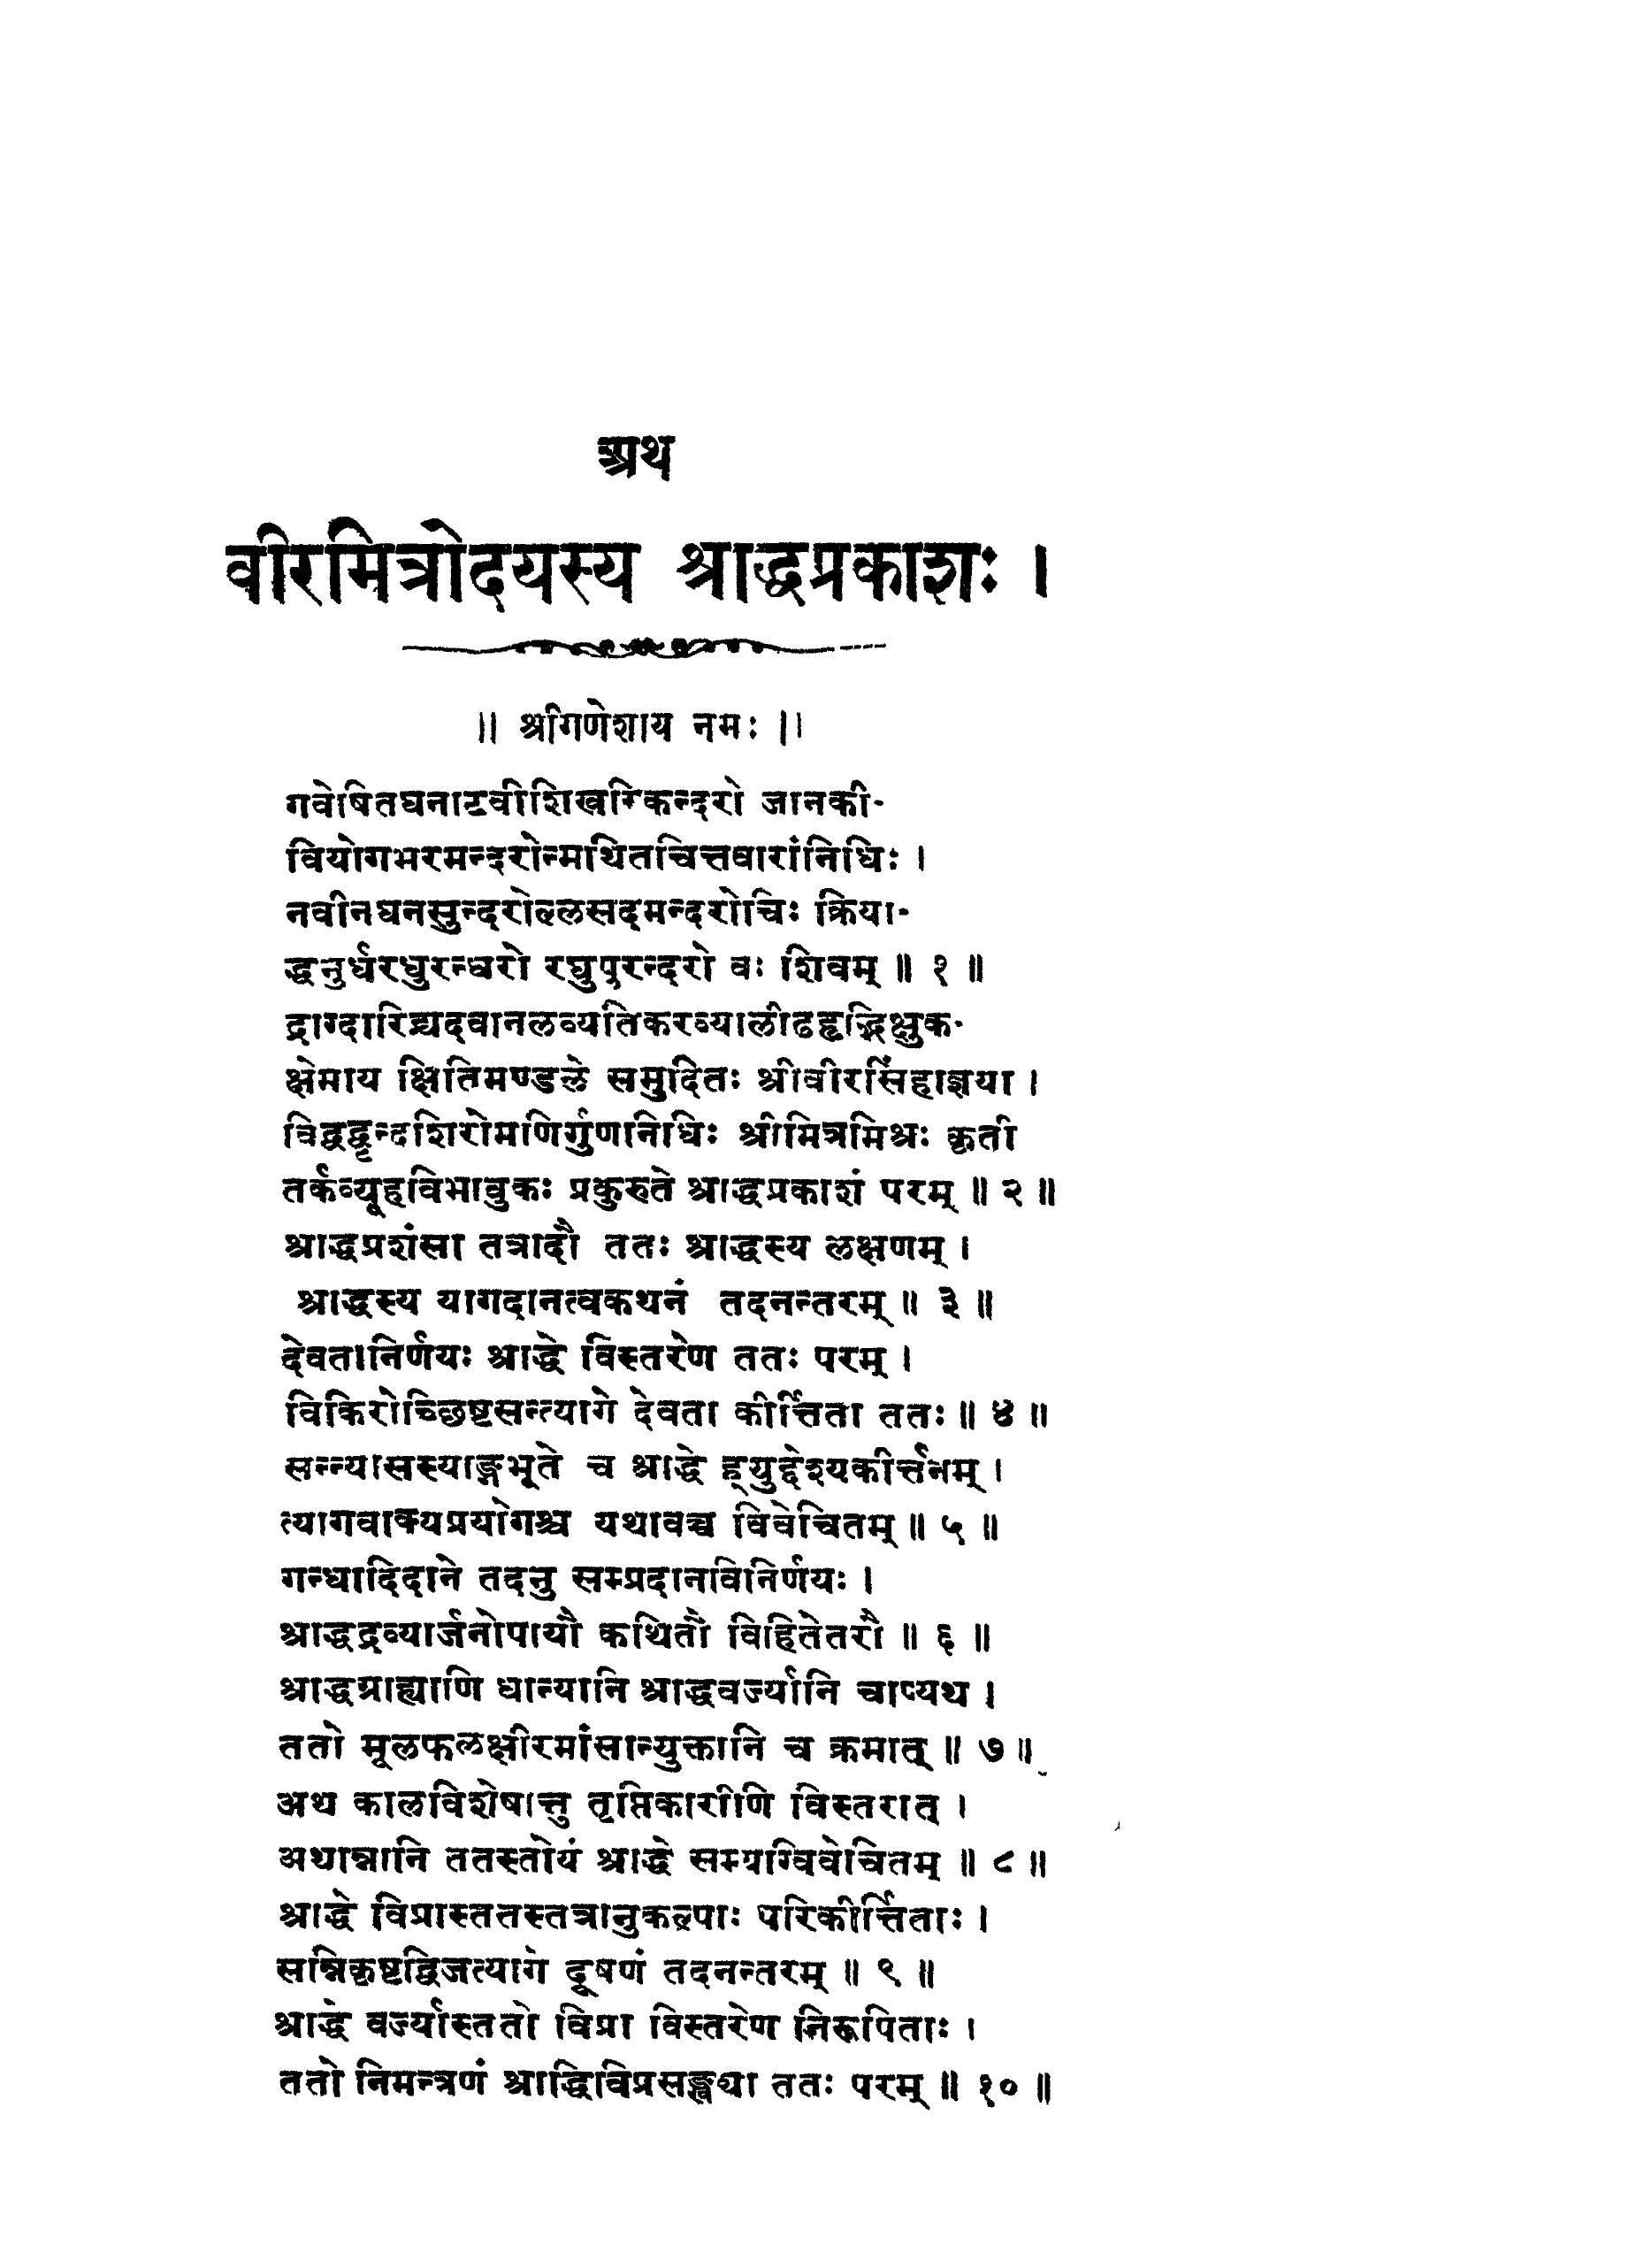 अथ
वीरमित्रोदयस्य श्राद्धप्रकाशः ।
॥ श्रीगणेशाय नमः ॥
गवेषितघनाटवीशिखरिकन्दरो जानकी-
वियोगभरमन्दरोन्मथितचित्तवारांनिधिः ।
नवीनघनसुन्दरोल्लसदमन्दरोचिः क्रिया-
द्धनुर्धरधुरन्धरो रघुपुरन्दरो वः शिवम् ॥ १ ॥
द्राग्दारिद्र्यदवानलव्यतिकरव्यालीढहृद्भिक्षुक-
क्षेमाय क्षितिमण्डले समुदितः श्रीवीरसिंहाज्ञया ।
विद्वद्वृन्दशिरोमणिर्गुणनिधिः श्रीमित्रमिश्रः कृती
तर्कव्यूहविभावुकः प्रकुरुते श्राद्धप्रकाशं परम् ॥ २ ॥
श्राद्धप्रशंसा तत्रादौ ततः श्राद्धस्य लक्षणम् ।
श्राद्धस्य यागदानत्वकथनं तदनन्तरम् ॥ ३ ॥
देवतानिर्णयः श्राद्धे विस्तरेण ततः परम् ।
विकिरोच्छिष्टसन्त्यागे देवता कीर्त्तिता ततः ॥ ४ ॥
सन्न्यासस्याङ्गभूते च श्राद्धे ह्युद्देश्यकीर्त्तनम् ।
त्यागवाक्यप्रयोगश्च यथावच्च विवेचितम् ॥ ५ ॥
गन्धादिदाने तदनु सम्प्रदानविनिर्णयः ।
श्राद्धद्रव्यार्जनोपायौ कथितौ विहितेतरौ ॥ ६ ॥
श्राद्धग्राह्याणि धान्यानि श्राद्धवर्ज्यानि चाप्यथ ।
ततो मूलफलक्षीरमांसान्युक्तानि च क्रमात् ॥ ७ ॥
अथ कालविशेषात्तु तृप्तिकारीणि विस्तरात् ।
अथान्नानि ततस्तोयं श्राद्धे सम्यग्विवेचितम् ॥ ८ ॥
श्राद्धे विप्रास्ततस्तत्रानुकल्पाः परिकीर्त्तिताः ।
सन्निकृष्टद्विजत्यागे दूषणं तदनन्तरम् ॥ ९ ॥
श्राद्धे वर्ज्यास्ततो विप्रा विस्तरेण निरूपिताः ।
ततो निमन्त्रणं श्राद्धिविप्रसङ्ख्या ततः परम् ॥ १० ॥